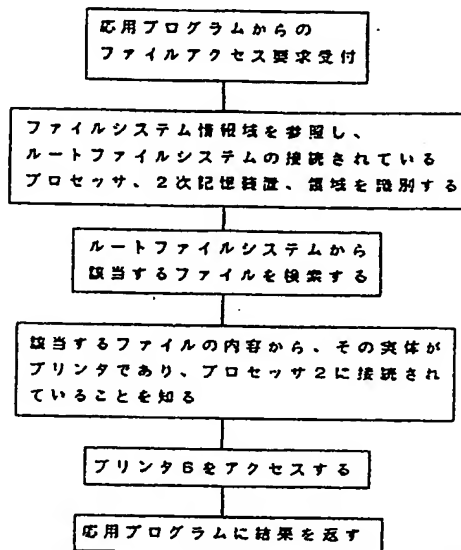 応用プログラムからの
ファイルアクセス要求受付
ファイルシステム情報域を参照し、
ルートファイルシステムの接続されている
プロセッサ、2次記憶装置、領域を識別する
ルートファイルシステムから
該当するファイルを検索する
該当するファイルの内容から、その実体が
プリンタであり、プロセッサ2に接続され
ていることを知る
プリンタ6をアクセスする
応用プログラムに結果を返す